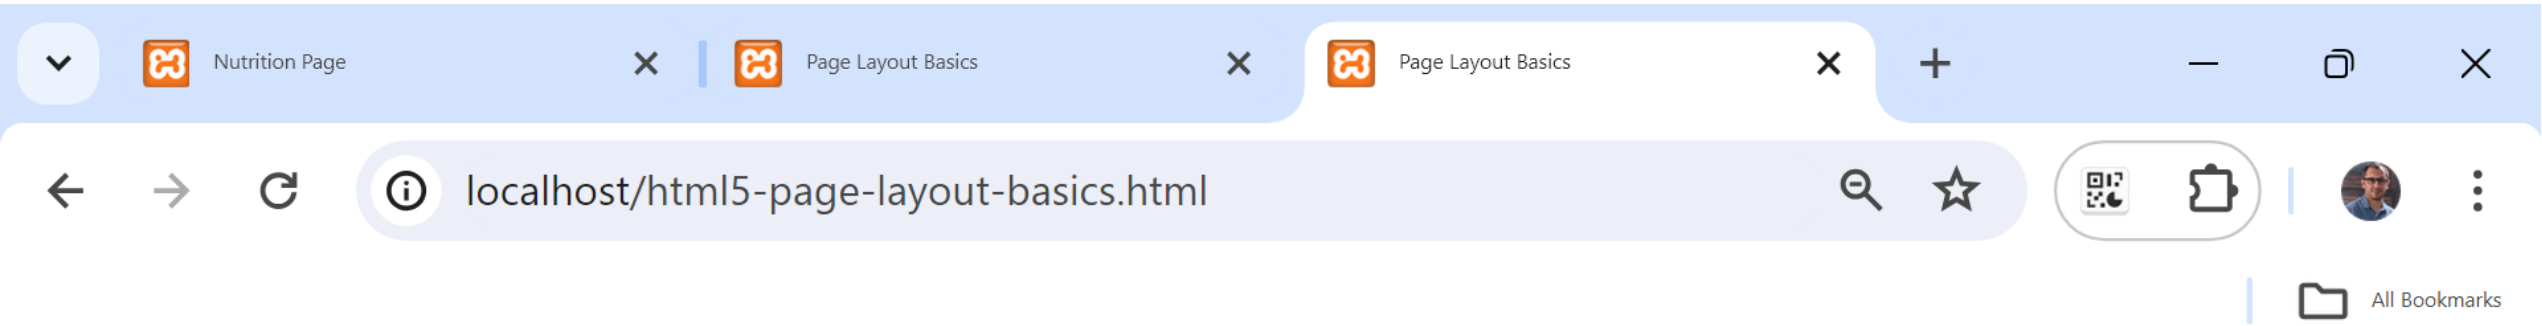 Nutrition Page
Page Layout Basics
Page Layout Basics
localhost/html5-page-layout-basics.html
All Bookmarks